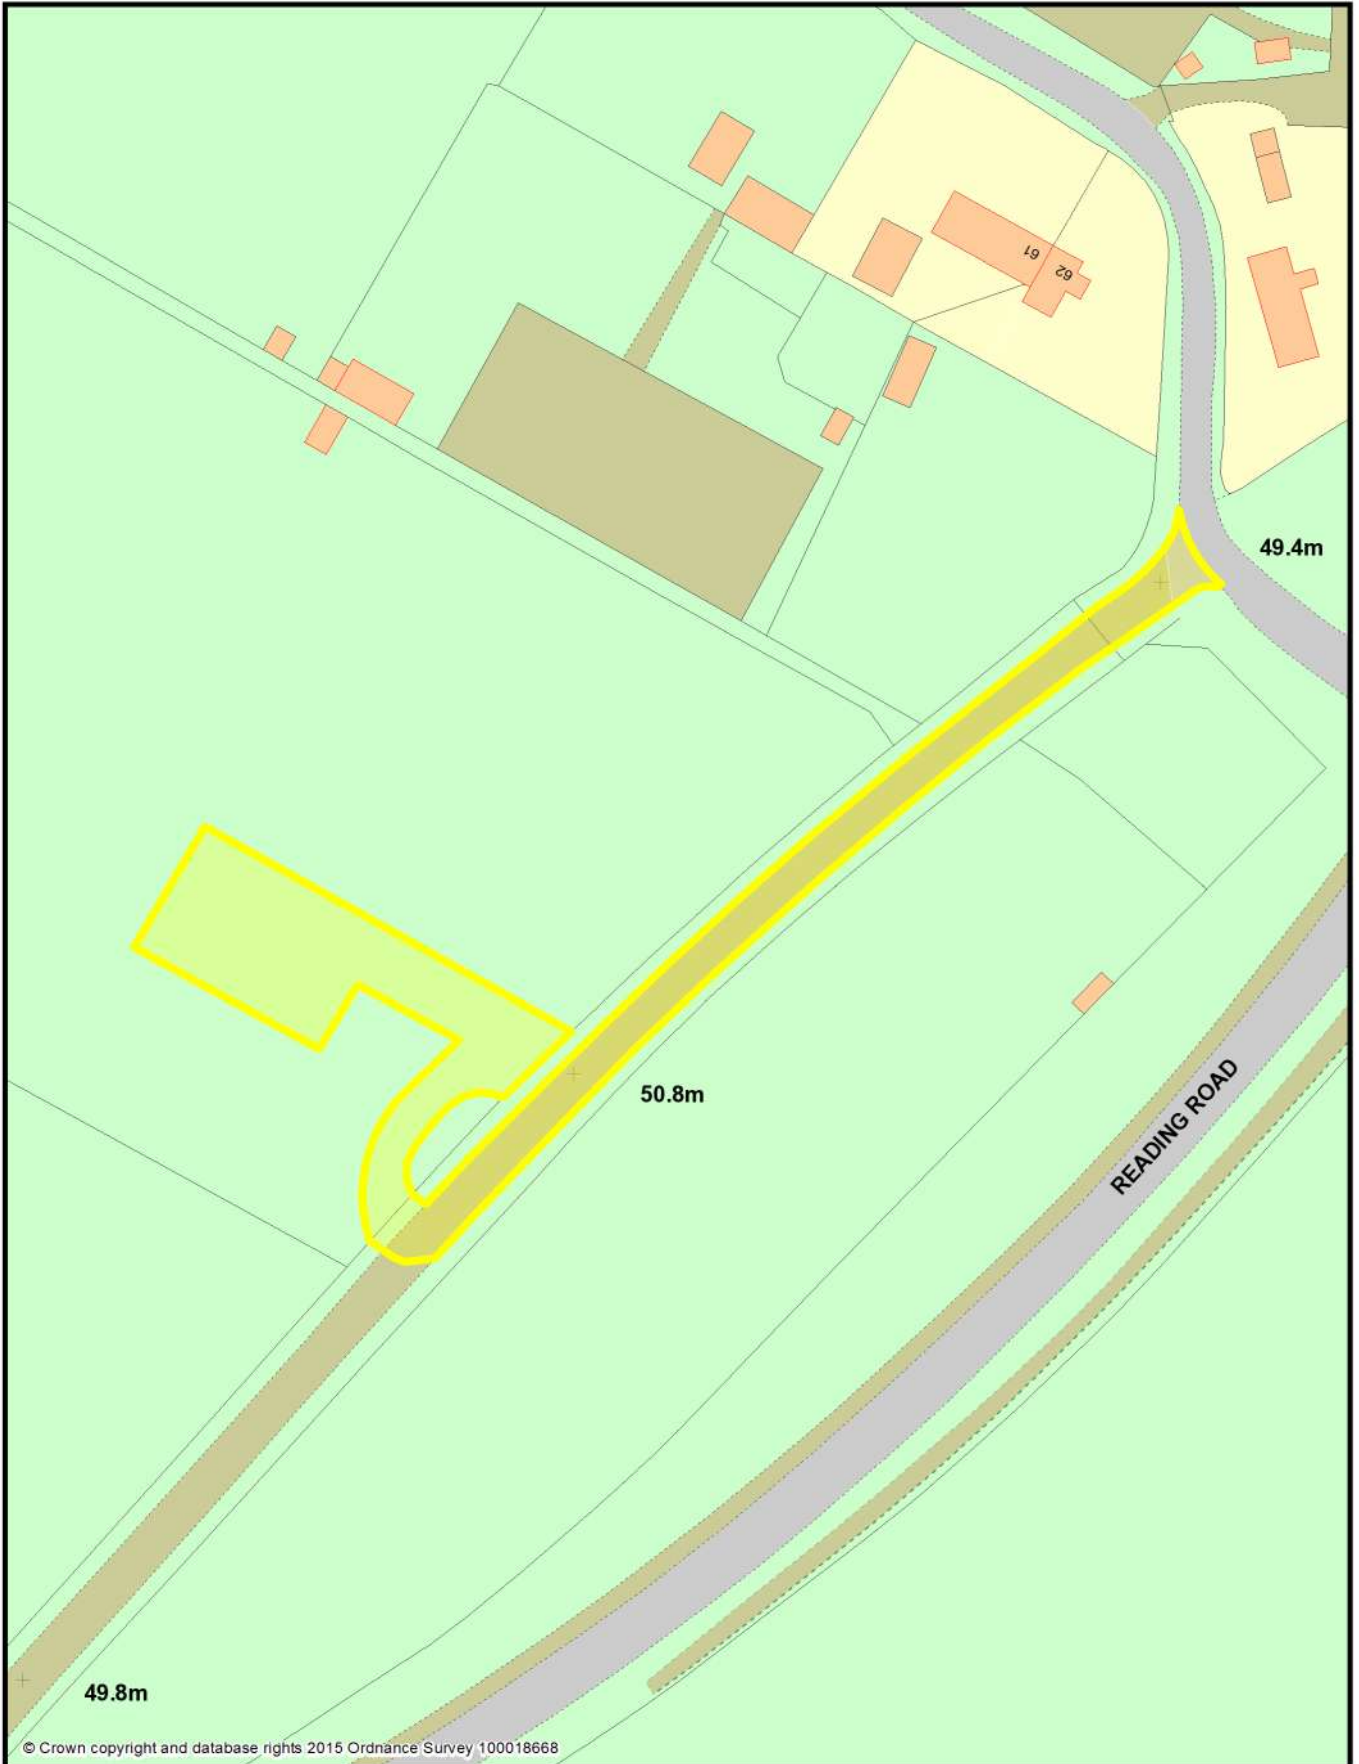 61
62
49.4m
50.8m
READING ROAD
49.8m
© Crown copyright and database rights 2015 Ordnance Survey 100018668